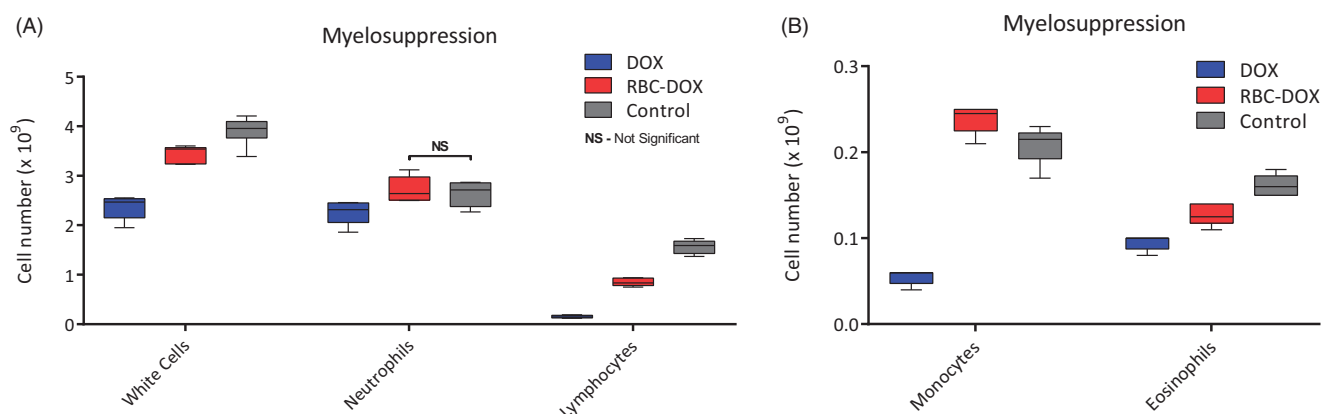 (A)
Myelosuppression
DOX
RBC-DOX
Control
NS - Not Significant
NS
Cell number (x 10⁹)
5
4
3
2
1
0
White Cells
Neutrophils
Lymphocytes
(B)
Myelosuppression
DOX
RBC-DOX
Control
Cell number (x 10⁹)
0.3
0.2
0.1
0.0
Monocytes
Eosinophils